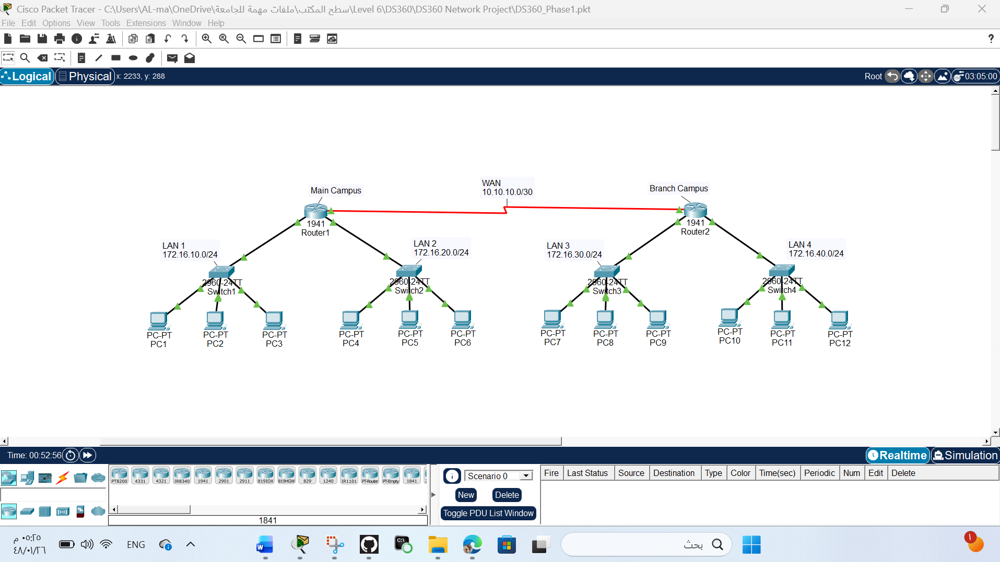 Cisco Packet Tracer - C:\Users\AL-ma\OneDrive\سطح المكتب\ملفات مهمة للجامعة\Level 6\DS360\DS360 Network Project\DS360_Phase1.pkt
File Edit Options View Tools Extensions Window Help
?
Logical Physical x: 2233, y: 288 Root 03:05:00
Main Campus
WAN
10.10.10.0/30
Branch Campus
1941
Router1
1941
Router2
LAN 1
172.16.10.0/24
LAN 2
172.16.20.0/24
LAN 3
172.16.30.0/24
LAN 4
172.16.40.0/24
2960-24TT
Switch1
2960-24TT
Switch2
2960-24TT
Switch3
2960-24TT
Switch4
PC-PT
PC1
PC-PT
PC2
PC-PT
PC3
PC-PT
PC4
PC-PT
PC5
PC-PT
PC6
PC-PT
PC7
PC-PT
PC8
PC-PT
PC9
PC-PT
PC10
PC-PT
PC11
PC-PT
PC12
Time: 00:52:56 Realtime Simulation
PT8200 4331 4321 IR8340 1941 2901 2911 819IOX 819HGW 829 1240 IR1101 PT-Router PT-Empty 1841
1841
Scenario 0
New Delete
Toggle PDU List Window
Fire Last Status Source Destination Type Color Time(sec) Periodic Num Edit Delete
٠٥:٢٥ م
٤٨/٠١/٢٦
ENG
بحث
١